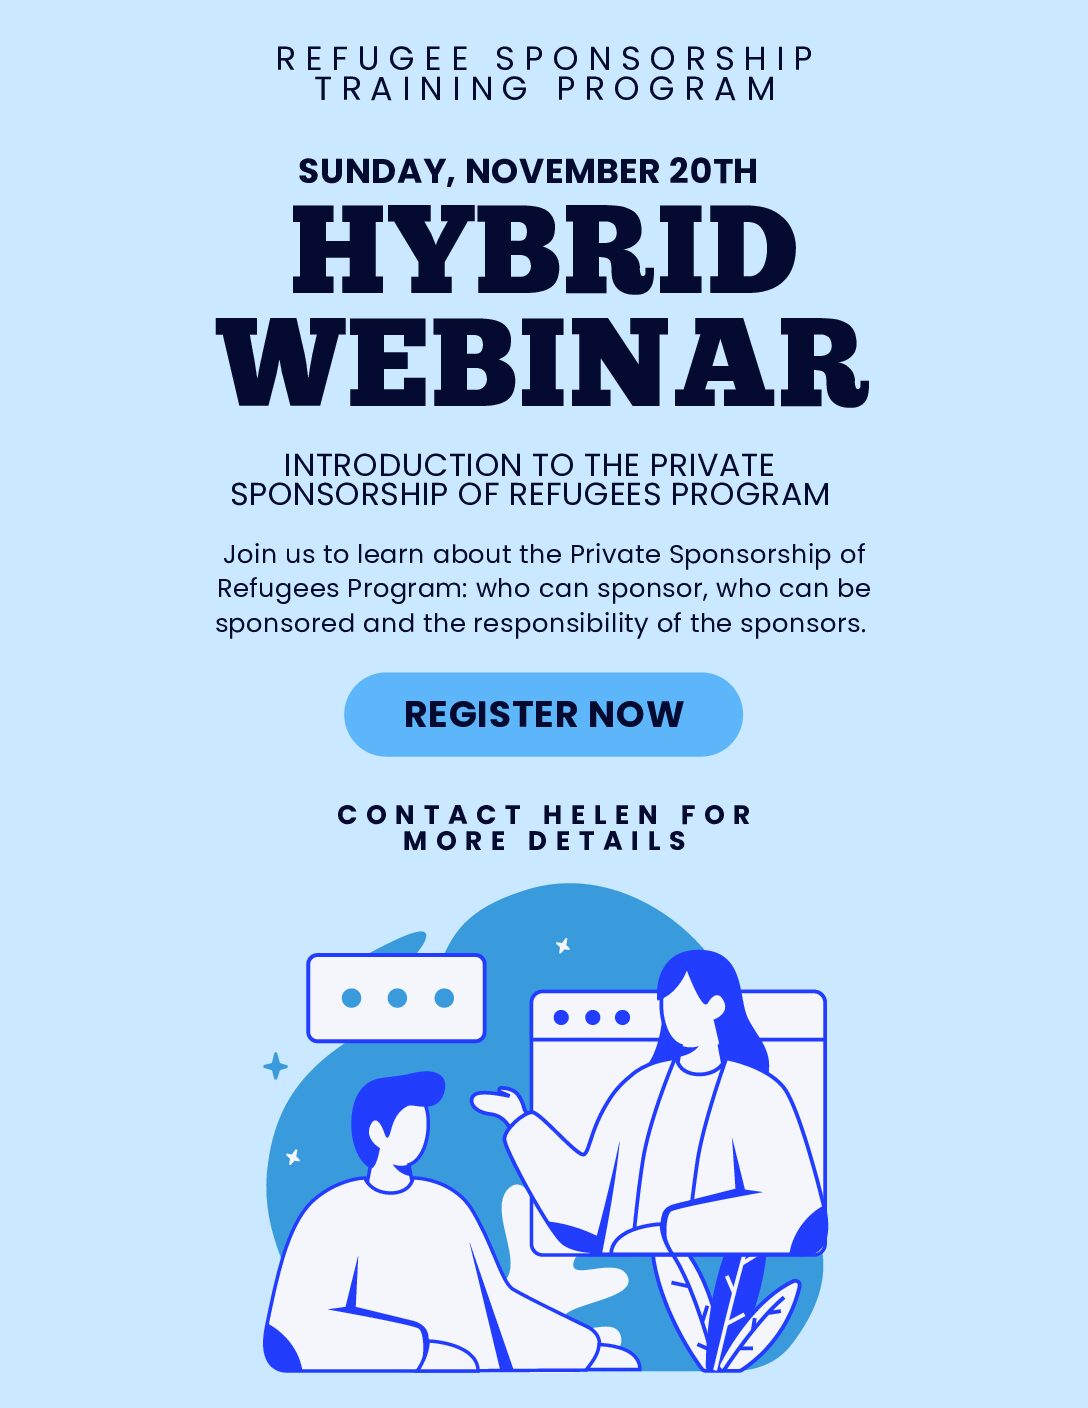 REFUGEE SPONSORSHIP
TRAINING PROGRAM
SUNDAY, NOVEMBER 20TH
HYBRID
WEBINAR
INTRODUCTION TO THE PRIVATE
SPONSORSHIP OF REFUGEES PROGRAM
Join us to learn about the Private Sponsorship of
Refugees Program: who can sponsor, who can be
sponsored and the responsibility of the sponsors.
REGISTER NOW
CONTACT HELEN FOR
MORE DETAILS